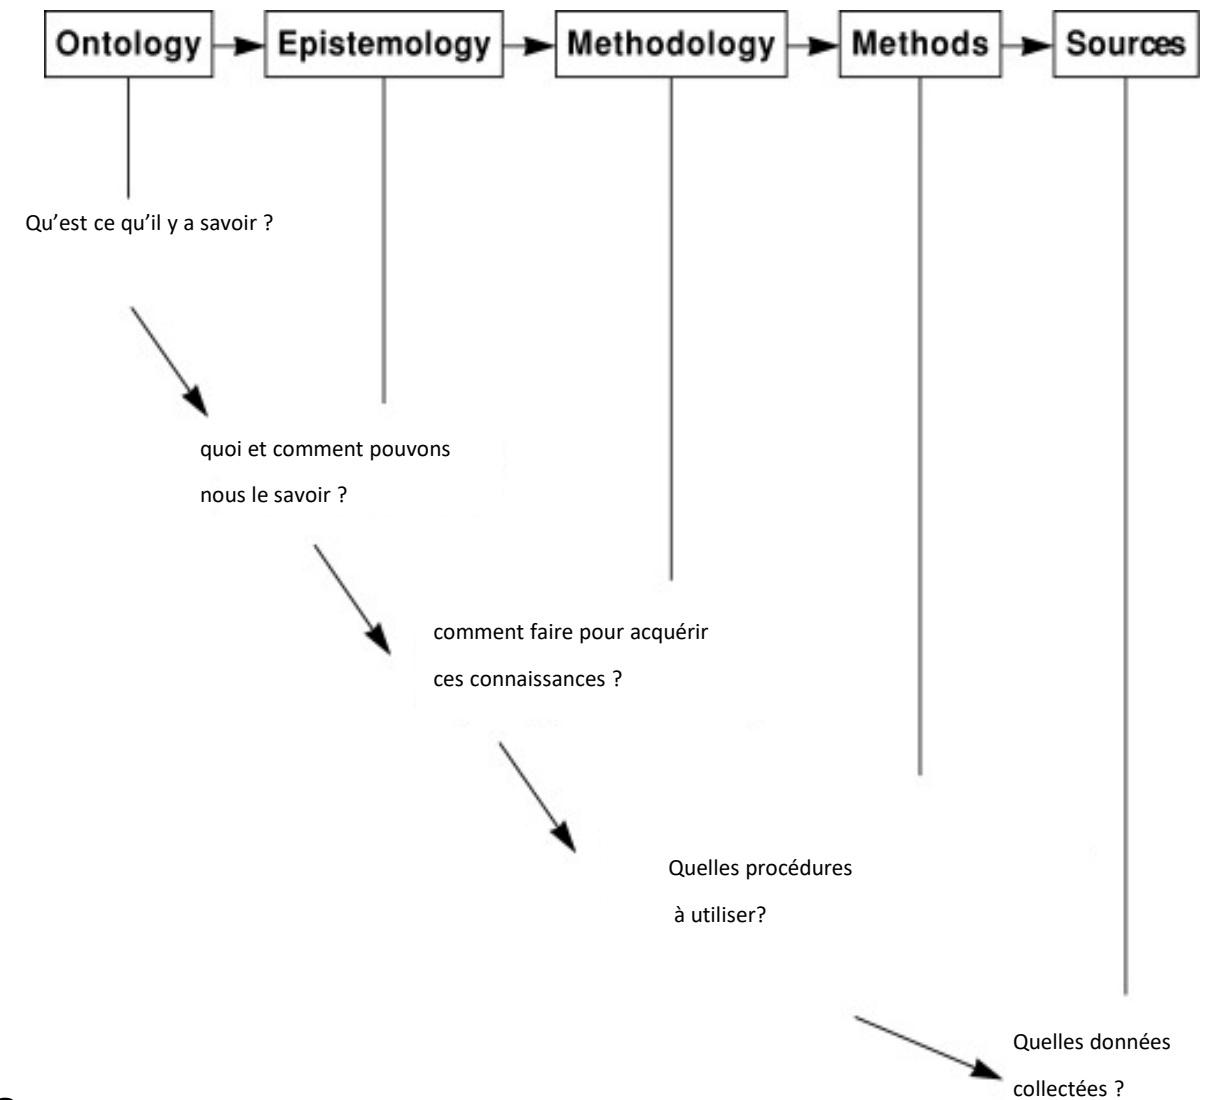 Ontology Epistemology Methodology Methods Sources
Qu’est ce qu’il y a savoir ?
quoi et comment pouvons
nous le savoir ?
comment faire pour acquérir
ces connaissances ?
Quelles procédures
à utiliser?
Quelles données
collectées ?